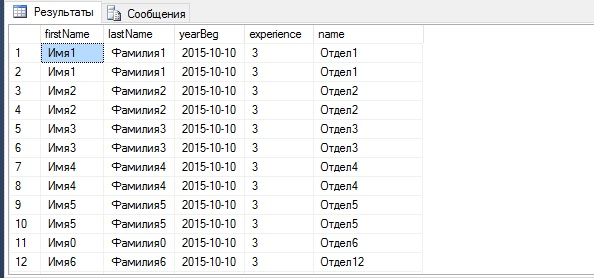 Результаты Сообщения
firstName lastName yearBeg experience name
1 Имя1 Фамилия1 2015-10-10 3 Отдел1
2 Имя1 Фамилия1 2015-10-10 3 Отдел1
3 Имя2 Фамилия2 2015-10-10 3 Отдел2
4 Имя2 Фамилия2 2015-10-10 3 Отдел2
5 Имя3 Фамилия3 2015-10-10 3 Отдел3
6 Имя3 Фамилия3 2015-10-10 3 Отдел3
7 Имя4 Фамилия4 2015-10-10 3 Отдел4
8 Имя4 Фамилия4 2015-10-10 3 Отдел4
9 Имя5 Фамилия5 2015-10-10 3 Отдел5
10 Имя5 Фамилия5 2015-10-10 3 Отдел5
11 Имя0 Фамилия0 2015-10-10 3 Отдел6
12 Имя6 Фамилия6 2015-10-10 3 Отдел12